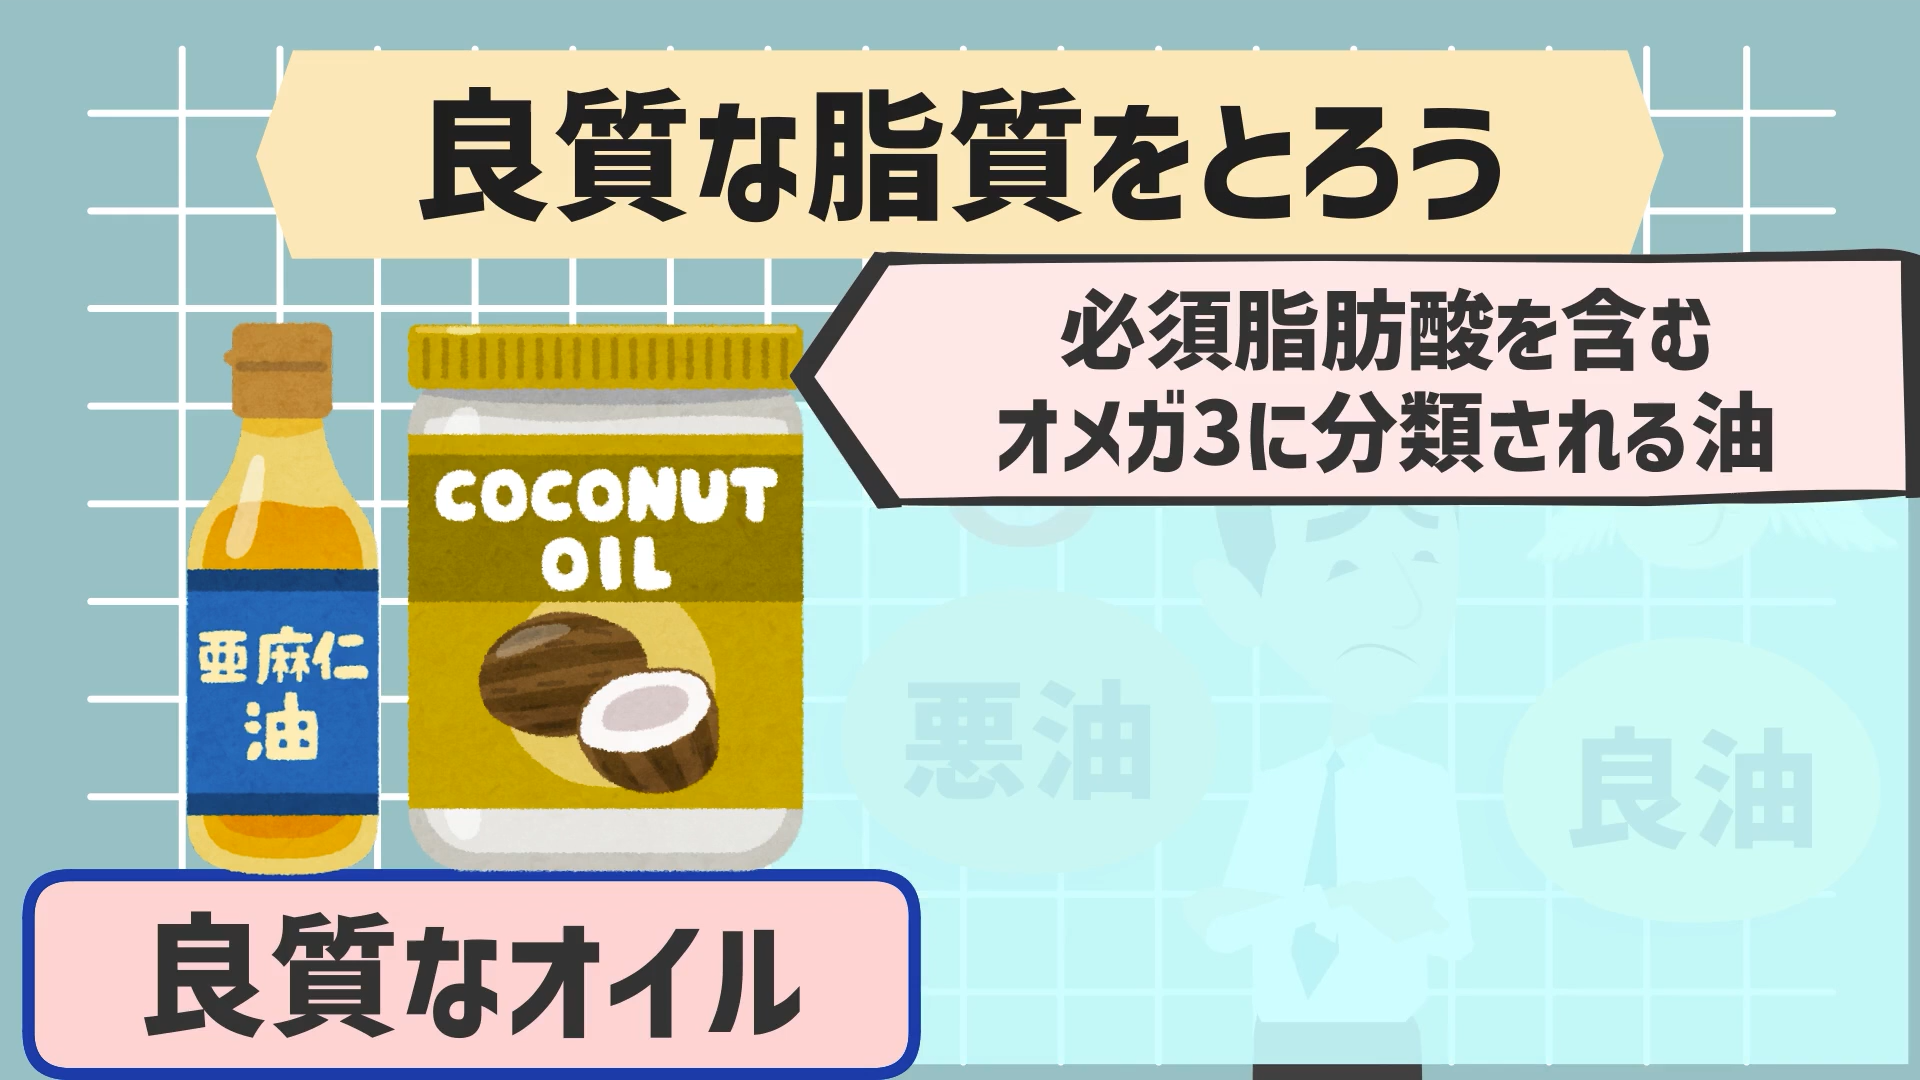 良質な脂質をとろう
必須脂肪酸を含む
オメガ3に分類される油
COCONUT
OIL
亜麻仁
油
悪油
良油
良質なオイル